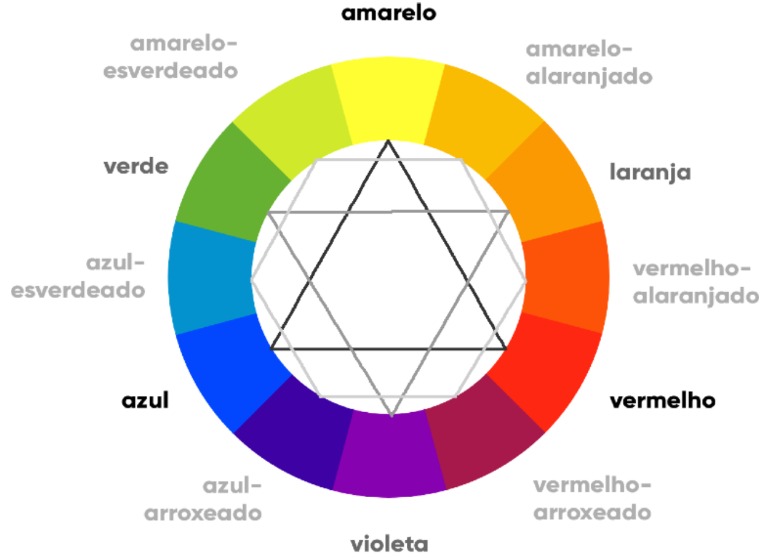 amarelo
amarelo-
esverdeado
amarelo-
alaranjado
verde
laranja
azul-
esverdeado
vermelho-
alaranjado
azul
vermelho
azul-
arroxeado
vermelho-
arroxeado
violeta